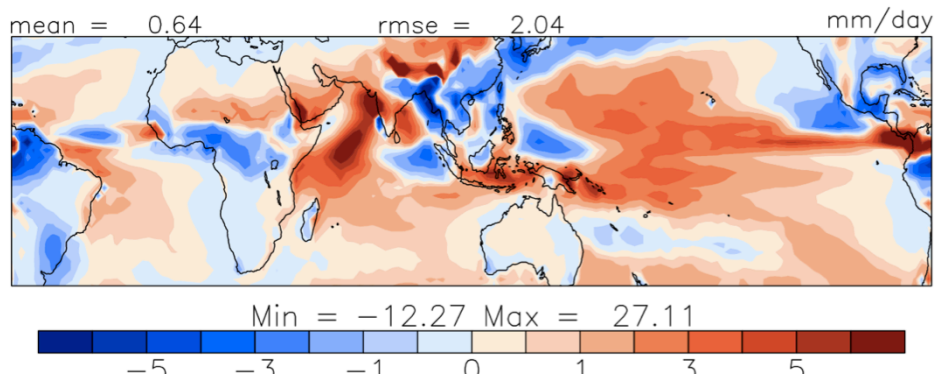 mean = 0.64 rmse = 2.04 mm/day
Min = -12.27 Max = 27.11
-5 -3 -1 0 1 3 5